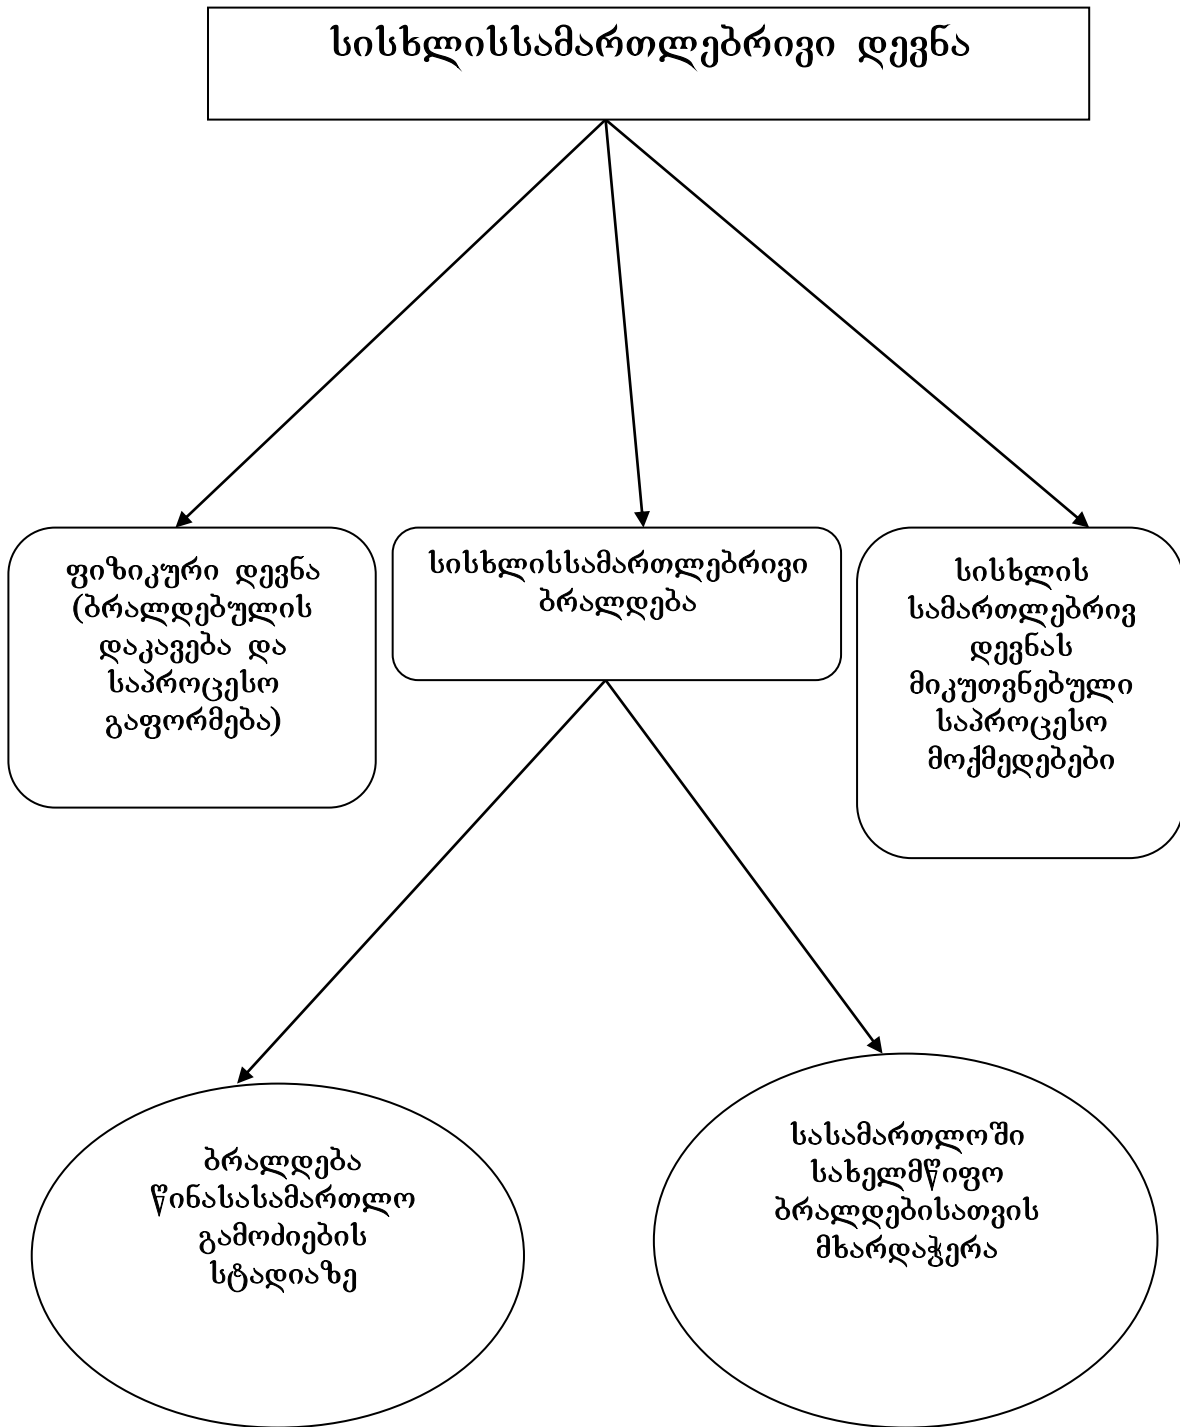 სისხლისსამართლებრივი დევნა
ფიზიკური დევნა
(ბრალდებულის
დაკავება და
საპროცესო
გაფორმება)
სისხლისსამართლებრივი
ბრალდება
სისხლის
სამართლებრივ
დევნას
მიკუთვნებული
საპროცესო
მოქმედებები
ბრალდება
წინასასამართლო
გამოძიების
სტადიაზე
სასამართლოში
სახელმწიფო
ბრალდებისათვის
მხარდაჭერა